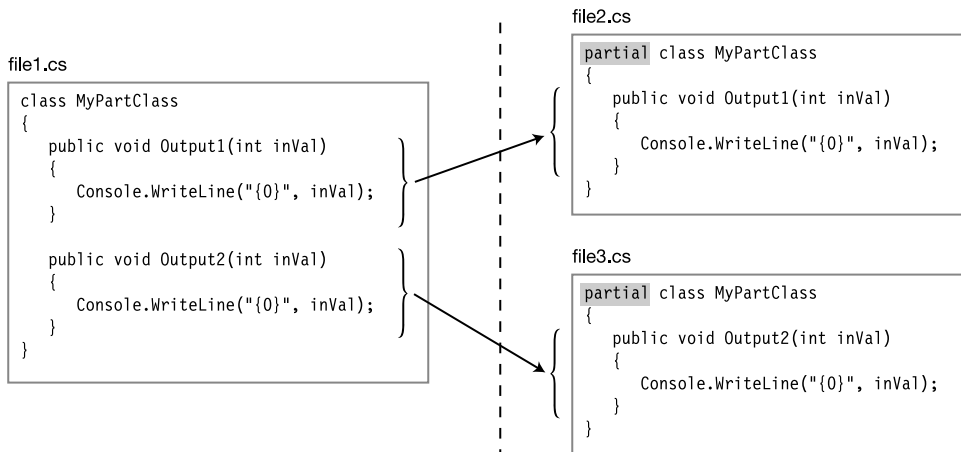 file1.cs
class MyPartClass
{
public void Output1(int inVal)
{
Console.WriteLine("{0}", inVal);
}
public void Output2(int inVal)
{
Console.WriteLine("{0}", inVal);
}
}
file2.cs
partial class MyPartClass
{
public void Output1(int inVal)
{
Console.WriteLine("{0}", inVal);
}
}
file3.cs
partial class MyPartClass
{
public void Output2(int inVal)
{
Console.WriteLine("{0}", inVal);
}
}